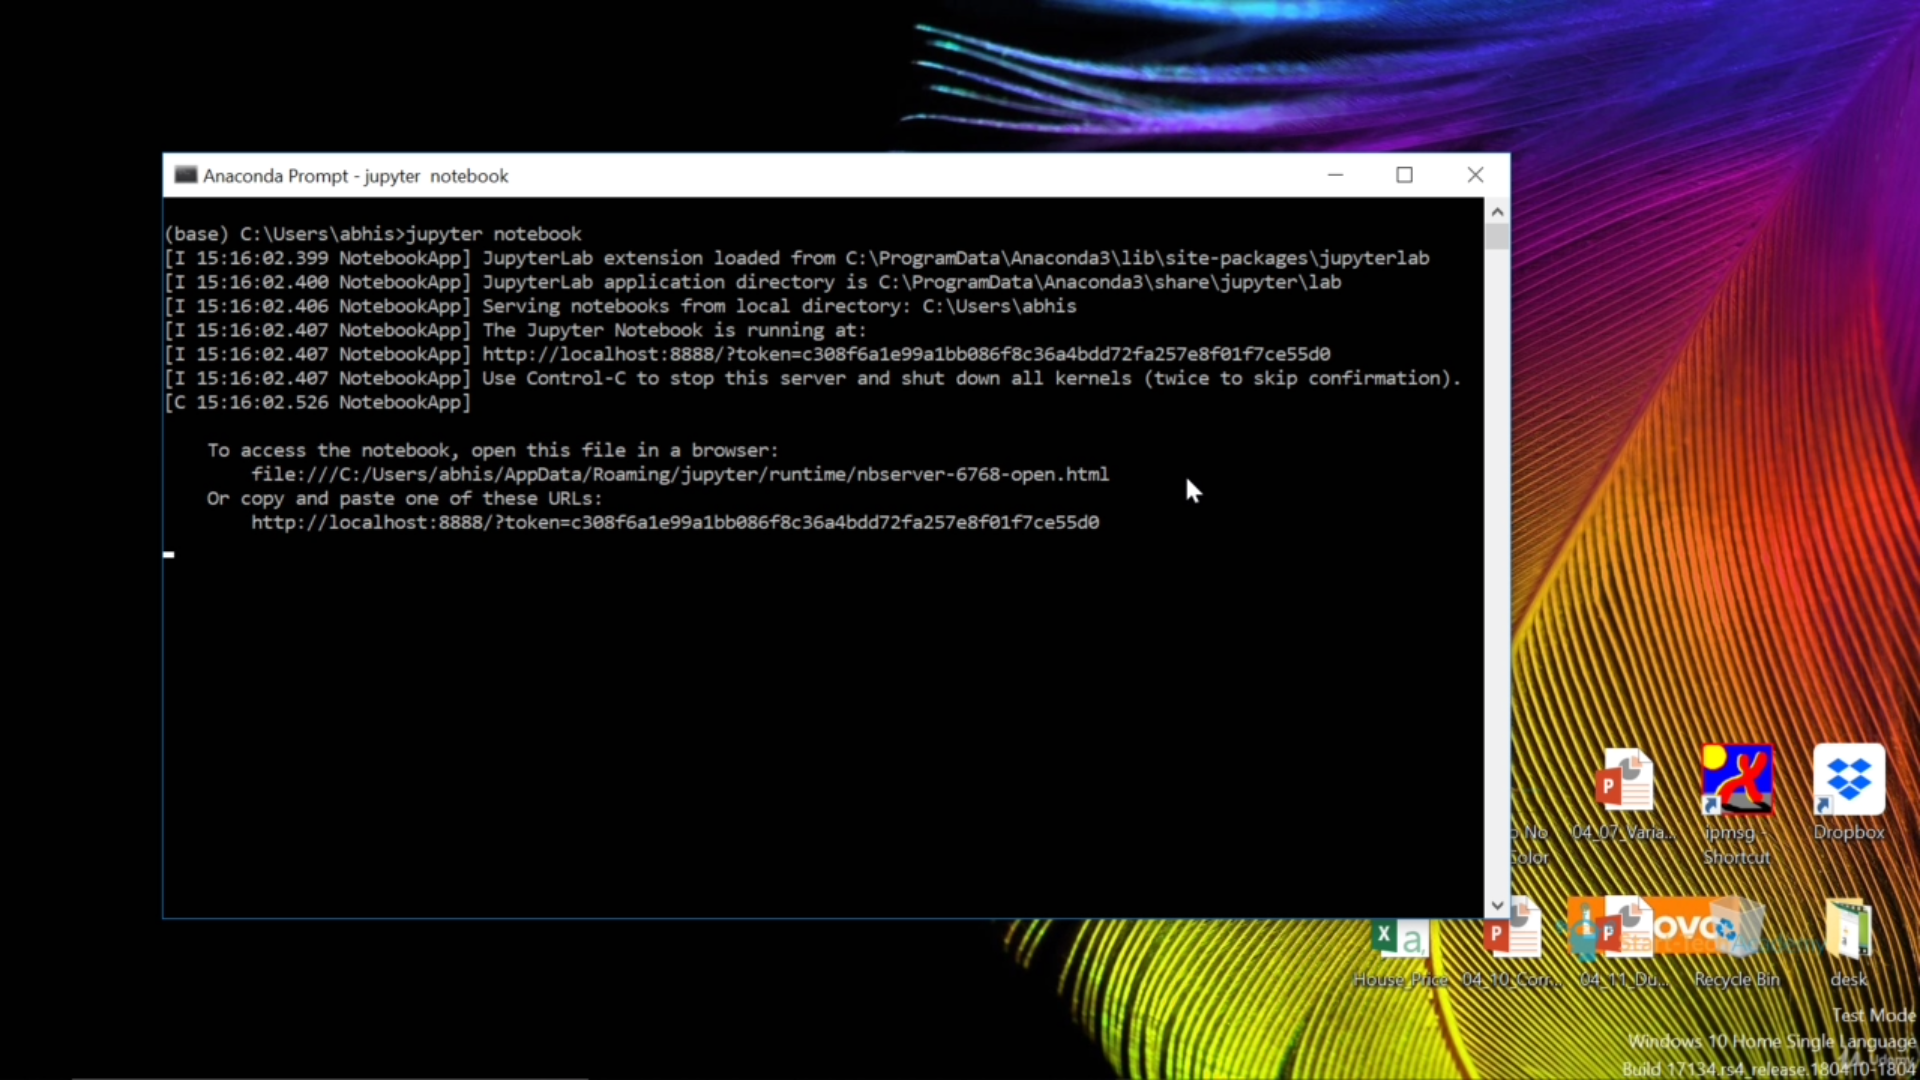 Anaconda Prompt - jupyter  notebook
(base) C:\Users\abhis>jupyter notebook
[I 15:16:02.399 NotebookApp] JupyterLab extension loaded from C:\ProgramData\Anaconda3\lib\site-packages\jupyterlab
[I 15:16:02.400 NotebookApp] JupyterLab application directory is C:\ProgramData\Anaconda3\share\jupyter\lab
[I 15:16:02.406 NotebookApp] Serving notebooks from local directory: C:\Users\abhis
[I 15:16:02.407 NotebookApp] The Jupyter Notebook is running at:
[I 15:16:02.407 NotebookApp] http://localhost:8888/?token=c308f6a1e99a1bb086f8c36a4bdd72fa257e8f01f7ce55d0
[I 15:16:02.407 NotebookApp] Use Control-C to stop this server and shut down all kernels (twice to skip confirmation).
[C 15:16:02.526 NotebookApp]
To access the notebook, open this file in a browser:
file:///C:/Users/abhis/AppData/Roaming/jupyter/runtime/nbserver-6768-open.html
Or copy and paste one of these URLs:
http://localhost:8888/?token=c308f6a1e99a1bb086f8c36a4bdd72fa257e8f01f7ce55d0
No
04_07_Varia...
ipmsg -
Shortcut
Dropbox
House_Price
04_10_Corr...
04_11_Du...
Recycle Bin
desk
Test Mode
Windows 10 Home Single Language
Build 17134.rs4_release.180410-1804